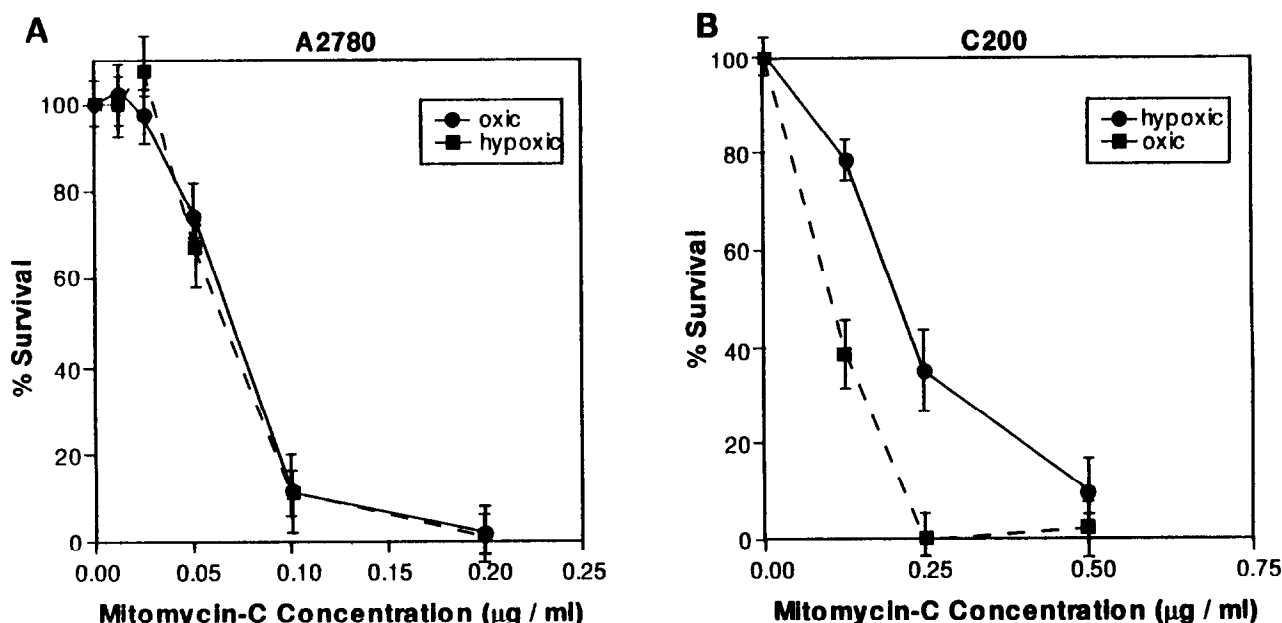 A
A2780
100
80
60
40
20
0
% Survival
oxic
hypoxic
0.00 0.05 0.10 0.15 0.20 0.25
Mitomycin-C Concentration (µg / ml)
B
C200
100
80
60
40
20
0
% Survival
hypoxic
oxic
0.00 0.25 0.50 0.75
Mitomycin-C Concentration (µg / ml)